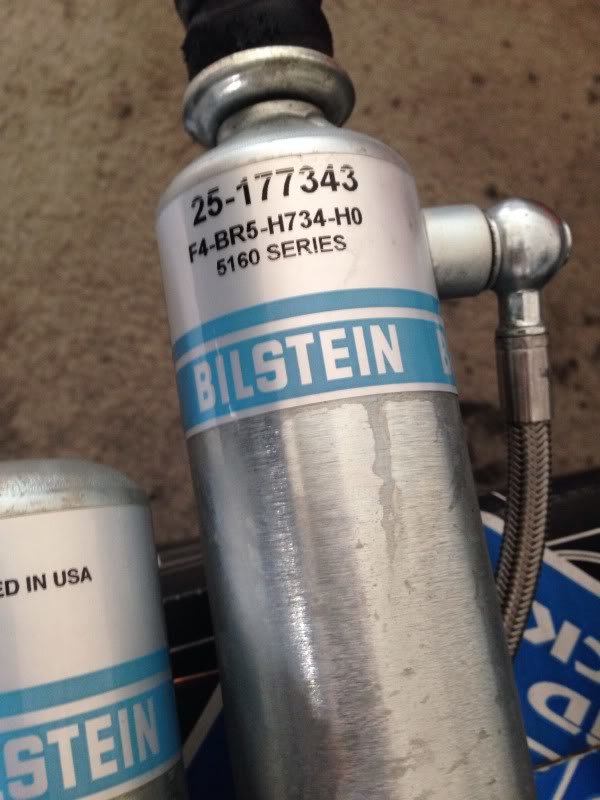 25-177343
F4-BR5-H734-H0
5160 SERIES
BILSTEIN B
ED IN USA
STEIN